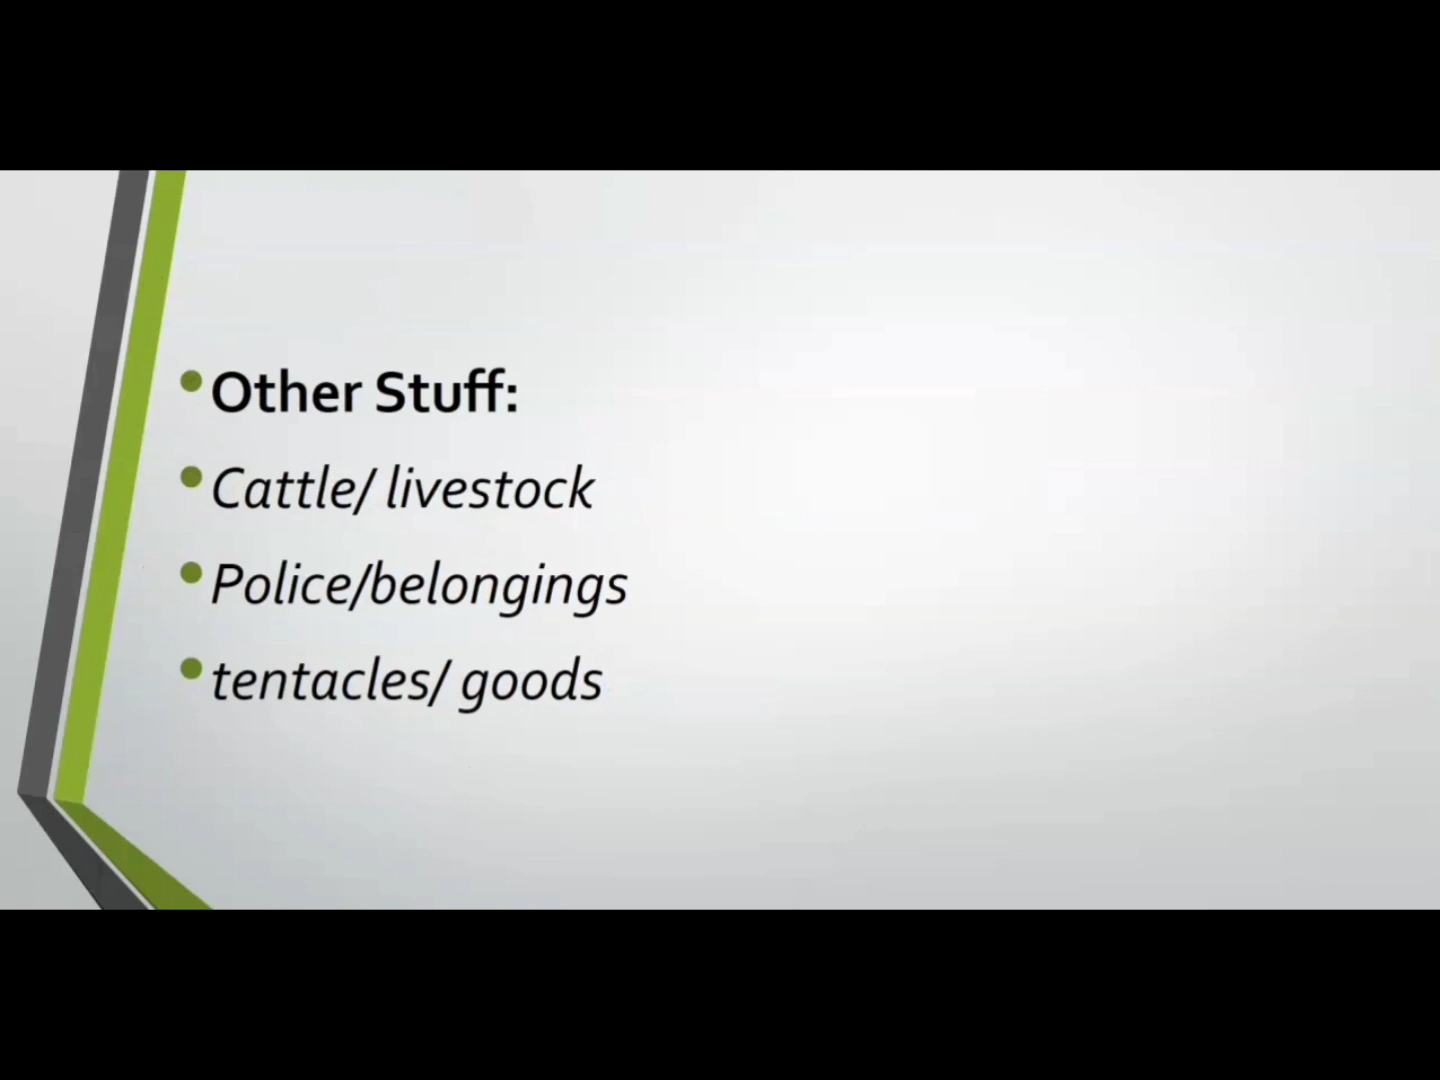 Other Stuff:
Cattle/ livestock
Police/belongings
tentacles/ goods